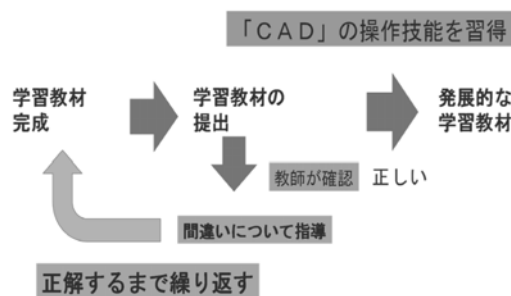 「CAD」の操作技能を習得
学習教材
完成
学習教材の
提出
発展的な
学習教材
教師が確認
正しい
間違いについて指導
正解するまで繰り返す